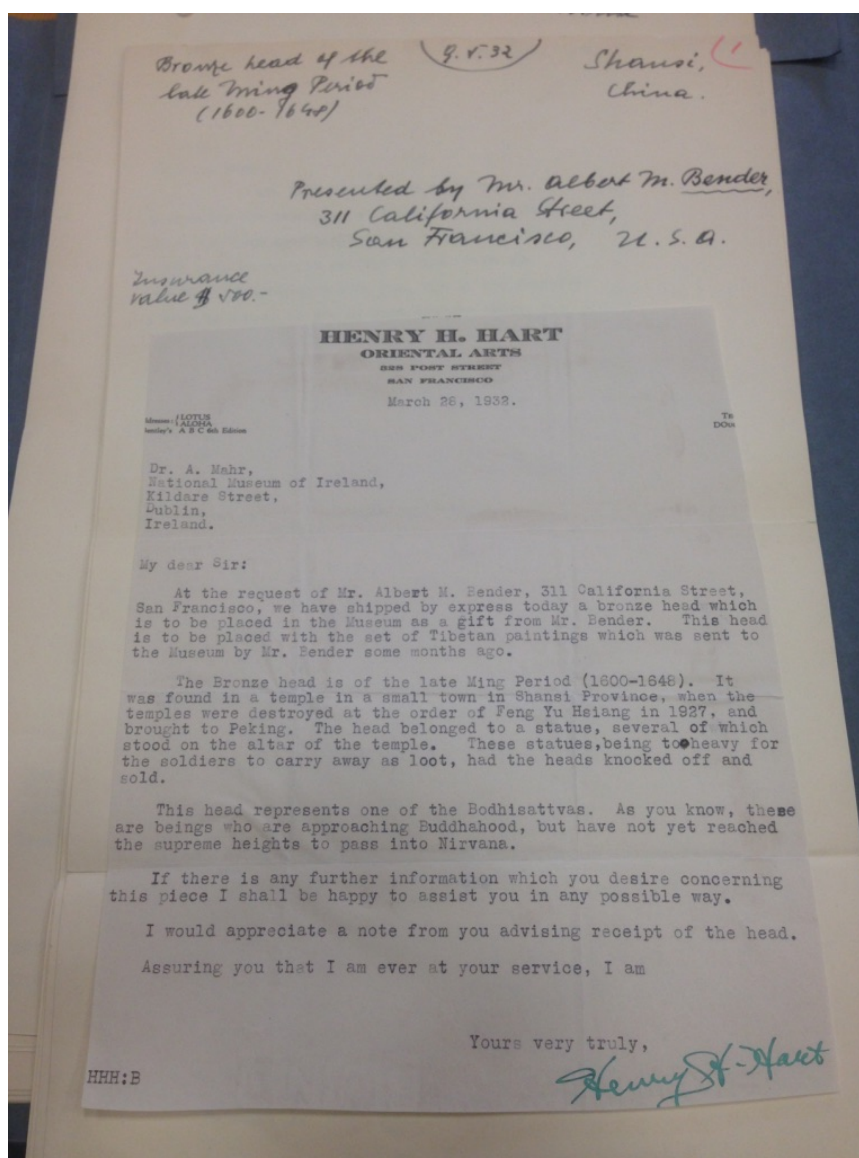 Bronze head of the
late Ming Period
(1600-1648)
9.V.32
Shansi,
China.
1
Presented by Mr. Albert M. Bender,
311 California Street,
San Francisco, U.S.A.
Insurance
value $ 500.-
HENRY H. HART
ORIENTAL ARTS
328 POST STREET
SAN FRANCISCO
March 28, 1932.
LOTUS
ALOHA
A B C 6th Edition
Dr. A. Mahr,
National Museum of Ireland,
Kildare Street,
Dublin,
Ireland.
My dear Sir:
At the request of Mr. Albert M. Bender, 311 California Street,
San Francisco, we have shipped by express today a bronze head which
is to be placed in the Museum as a gift from Mr. Bender. This head
is to be placed with the set of Tibetan paintings which was sent to
the Museum by Mr. Bender some months ago.
The Bronze head is of the late Ming Period (1600-1648). It
was found in a temple in a small town in Shansi Province, when the
temples were destroyed at the order of Feng Yu Hsiang in 1927, and
brought to Peking. The head belonged to a statue, several of which
stood on the altar of the temple. These statues,being too heavy for
the soldiers to carry away as loot, had the heads knocked off and
sold.
This head represents one of the Bodhisattvas. As you know, these
are beings who are approaching Buddhahood, but have not yet reached
the supreme heights to pass into Nirvana.
If there is any further information which you desire concerning
this piece I shall be happy to assist you in any possible way.
I would appreciate a note from you advising receipt of the head.
Assuring you that I am ever at your service, I am
Yours very truly,
Henry H. Hart
HHH:B